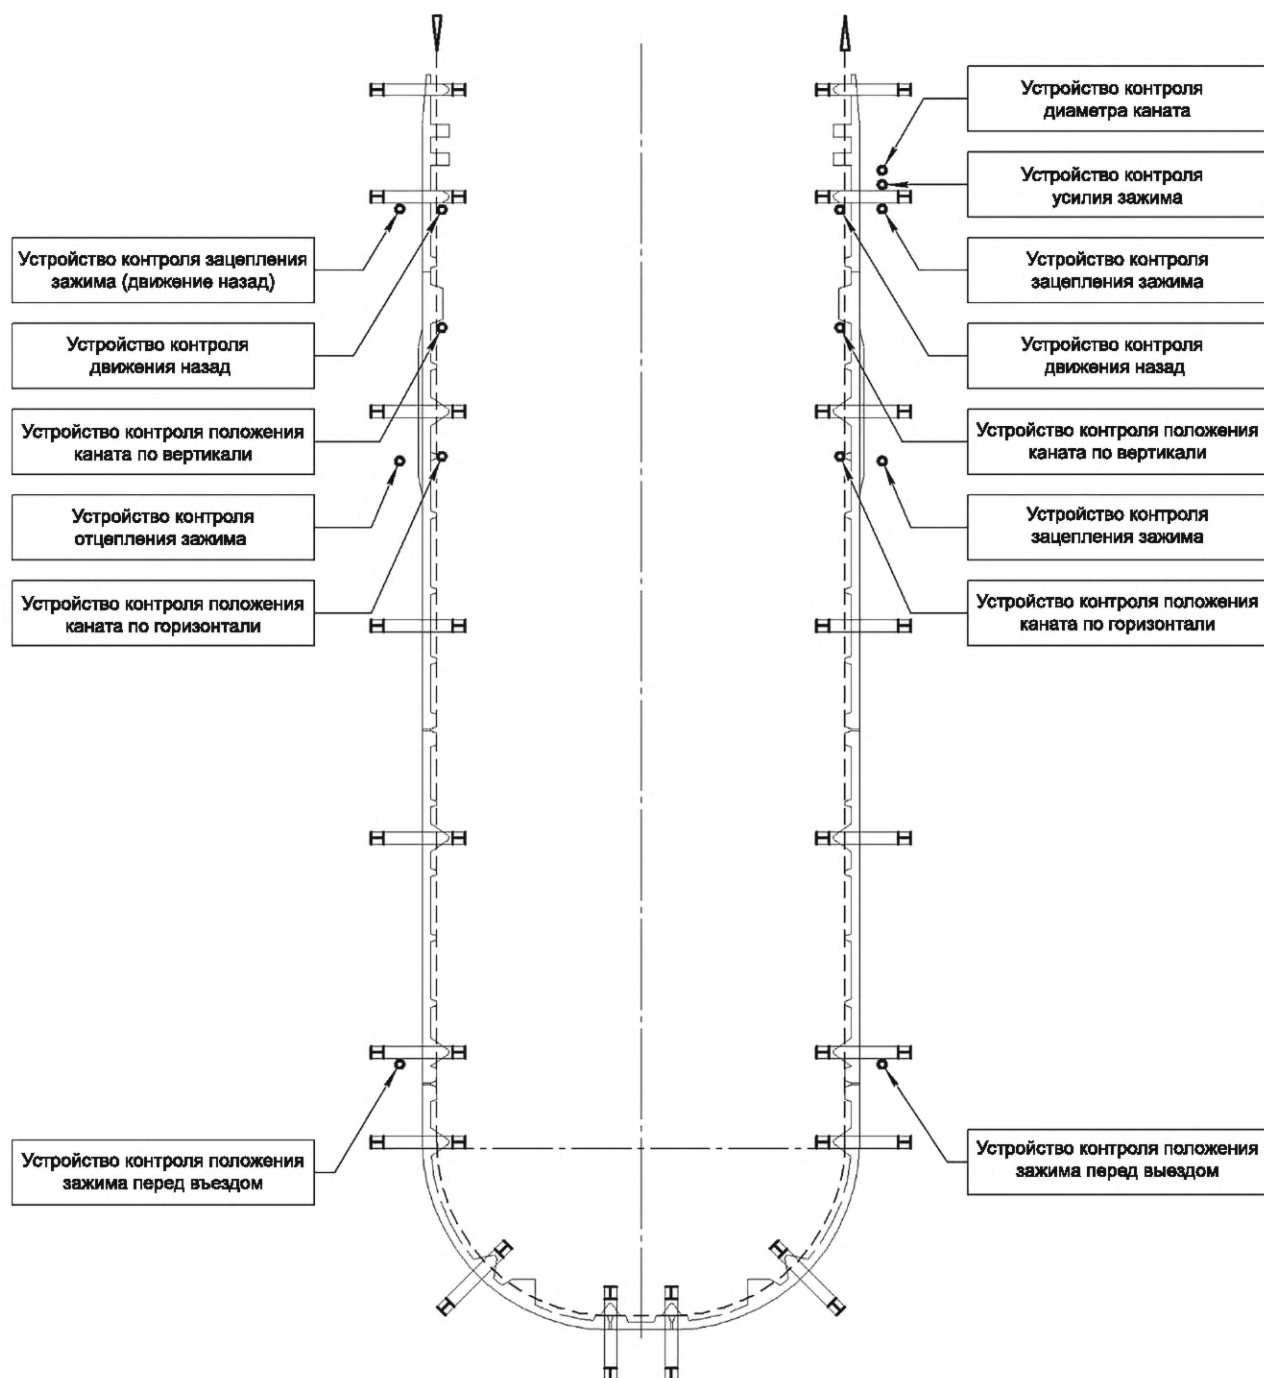 Устройство контроля зацепления
зажима (движение назад)
Устройство контроля
движения назад
Устройство контроля положения
каната по вертикали
Устройство контроля
отцепления зажима
Устройство контроля положения
каната по горизонтали
Устройство контроля положения
зажима перед въездом
Устройство контроля
диаметра каната
Устройство контроля
усилия зажима
Устройство контроля
зацепления зажима
Устройство контроля
движения назад
Устройство контроля положения
каната по вертикали
Устройство контроля
зацепления зажима
Устройство контроля положения
каната по горизонтали
Устройство контроля положения
зажима перед выездом